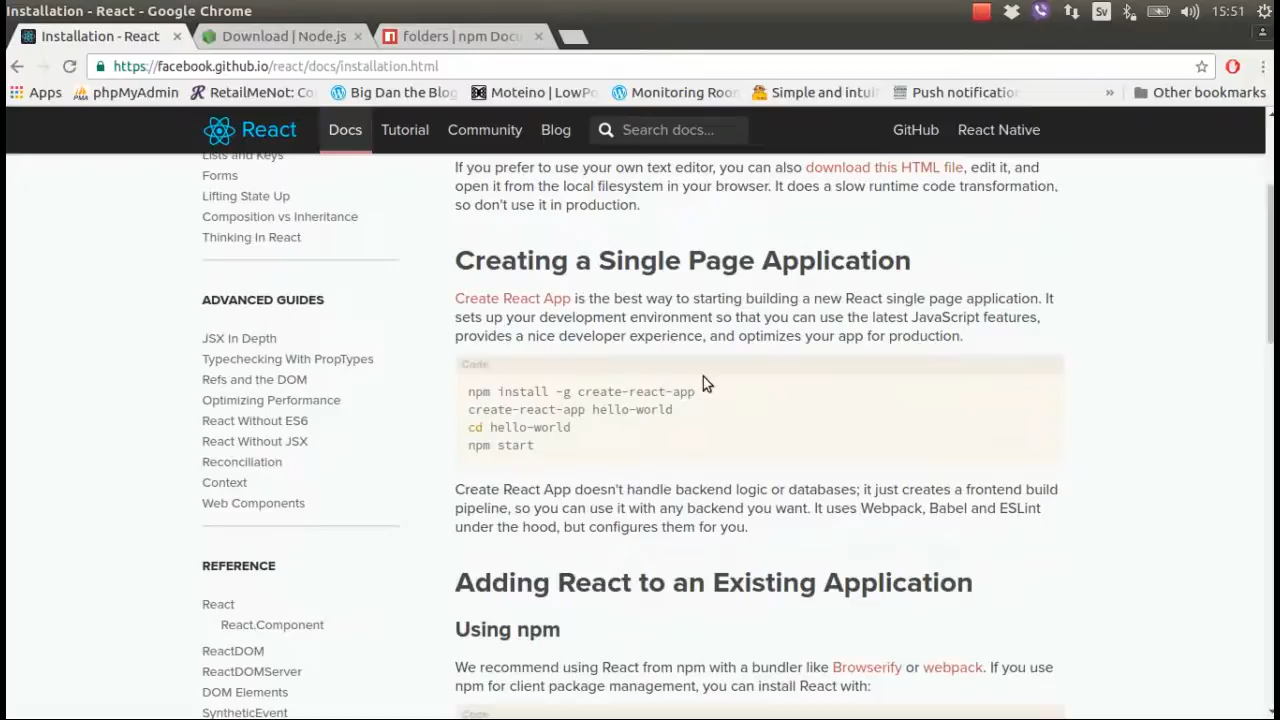 Installation - React - Google Chrome
Sv
15:51
Installation - React
Download | Node.js
folders | npm Docu
https://facebook.github.io/react/docs/installation.html
Apps
phpMyAdmin
RetailMeNot: Co
Big Dan the Blog
Moteino | LowPo
Monitoring Room
Simple and intui
Push notification
»
Other bookmarks
React
Docs
Tutorial
Community
Blog
Search docs...
GitHub
React Native
Lists and Keys
Forms
Lifting State Up
Composition vs Inheritance
Thinking In React
ADVANCED GUIDES
JSX In Depth
Typechecking With PropTypes
Refs and the DOM
Optimizing Performance
React Without ES6
React Without JSX
Reconciliation
Context
Web Components
REFERENCE
React
React.Component
ReactDOM
ReactDOMServer
DOM Elements
SyntheticEvent
If you prefer to use your own text editor, you can also download this HTML file, edit it, and
open it from the local filesystem in your browser. It does a slow runtime code transformation,
so don't use it in production.
Creating a Single Page Application
Create React App is the best way to starting building a new React single page application. It
sets up your development environment so that you can use the latest JavaScript features,
provides a nice developer experience, and optimizes your app for production.
Code
npm install -g create-react-app
create-react-app hello-world
cd hello-world
npm start
Create React App doesn't handle backend logic or databases; it just creates a frontend build
pipeline, so you can use it with any backend you want. It uses Webpack, Babel and ESLint
under the hood, but configures them for you.
Adding React to an Existing Application
Using npm
We recommend using React from npm with a bundler like Browserify or webpack. If you use
npm for client package management, you can install React with:
Code